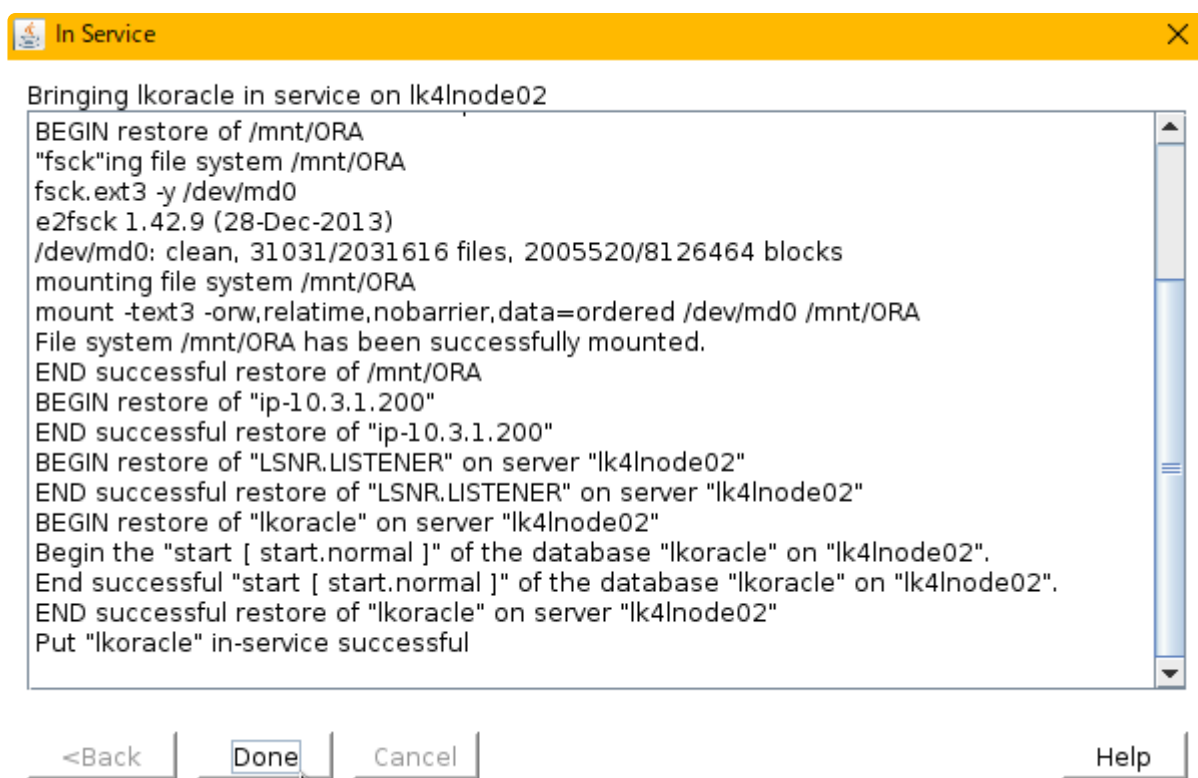 In Service
Bringing lkoracle in service on lk4lnode02
BEGIN restore of /mnt/ORA
"fsck"ing file system /mnt/ORA
fsck.ext3 -y /dev/md0
e2fsck 1.42.9 (28-Dec-2013)
/dev/md0: clean, 31031/2031616 files, 2005520/8126464 blocks
mounting file system /mnt/ORA
mount -text3 -orw,relatime,nobarrier,data=ordered /dev/md0 /mnt/ORA
File system /mnt/ORA has been successfully mounted.
END successful restore of /mnt/ORA
BEGIN restore of "ip-10.3.1.200"
END successful restore of "ip-10.3.1.200"
BEGIN restore of "LSNR.LISTENER" on server "lk4lnode02"
END successful restore of "LSNR.LISTENER" on server "lk4lnode02"
BEGIN restore of "lkoracle" on server "lk4lnode02"
Begin the "start [ start.normal ]" of the database "lkoracle" on "lk4lnode02".
End successful "start [ start.normal ]" of the database "lkoracle" on "lk4lnode02".
END successful restore of "lkoracle" on server "lk4lnode02"
Put "lkoracle" in-service successful
<Back Done Cancel Help